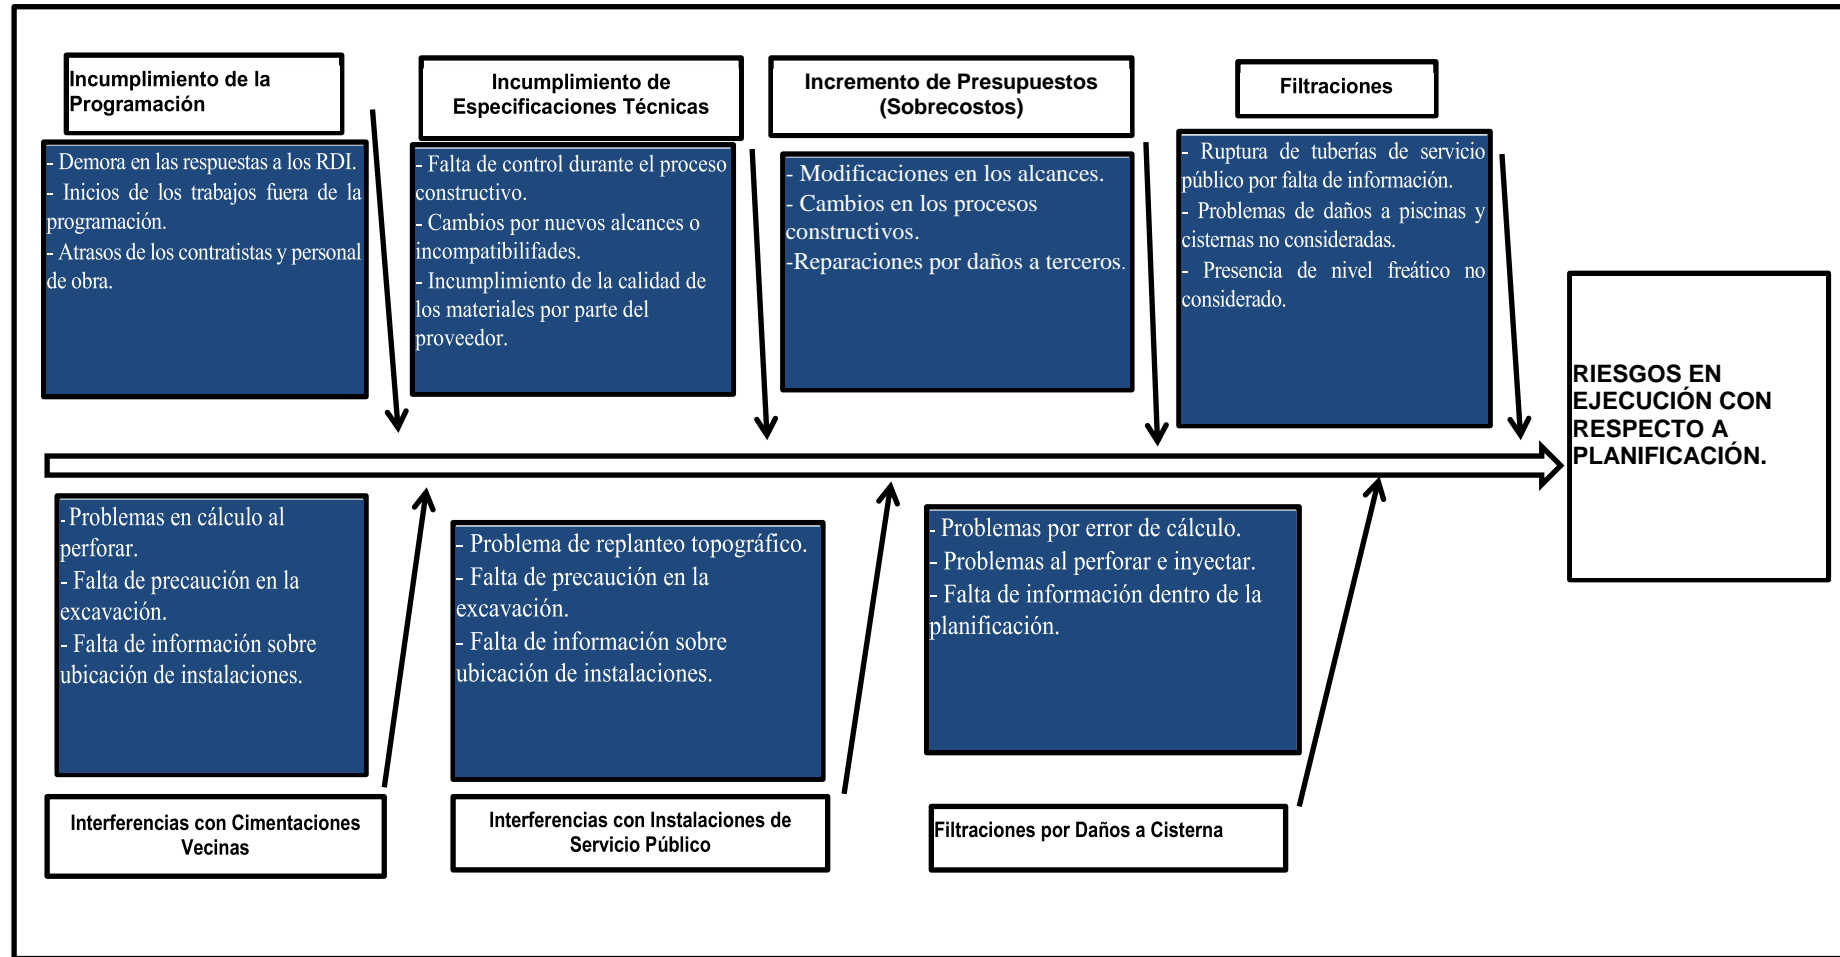 Incumplimiento de la
Programación
- Demora en las respuestas a los RDI.
- Inicios de los trabajos fuera de la
programación.
- Atrasos de los contratistas y personal
de obra.
Incumplimiento de
Especificaciones Técnicas
- Falta de control durante el proceso
constructivo.
- Cambios por nuevos alcances o
incompatibilifades.
- Incumplimiento de la calidad de
los materiales por parte del
proveedor.
Incremento de Presupuestos
(Sobrecostos)
- Modificaciones en los alcances.
- Cambios en los procesos
constructivos.
-Reparaciones por daños a terceros.
Filtraciones
- Ruptura de tuberías de servicio
público por falta de información.
- Problemas de daños a piscinas y
cisternas no consideradas.
- Presencia de nivel freático no
considerado.
RIESGOS EN
EJECUCIÓN CON
RESPECTO A
PLANIFICACIÓN.
- Problemas en cálculo al
perforar.
- Falta de precaución en la
excavación.
- Falta de información sobre
ubicación de instalaciones.
Interferencias con Cimentaciones
Vecinas
- Problema de replanteo topográfico.
- Falta de precaución en la
excavación.
- Falta de información sobre
ubicación de instalaciones.
Interferencias con Instalaciones de
Servicio Público
- Problemas por error de cálculo.
- Problemas al perforar e inyectar.
- Falta de información dentro de la
planificación.
Filtraciones por Daños a Cisterna